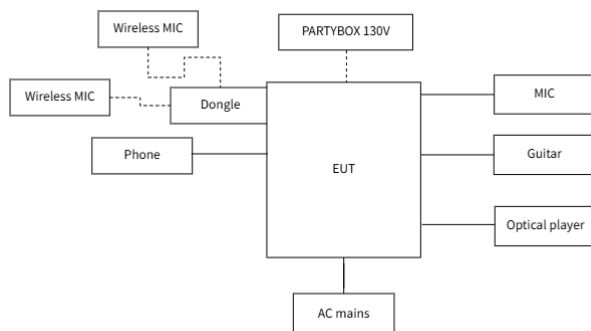 Wireless MIC
PARTYBOX 130V
Wireless MIC
Dongle
MIC
Phone
EUT
Guitar
Optical player
AC mains